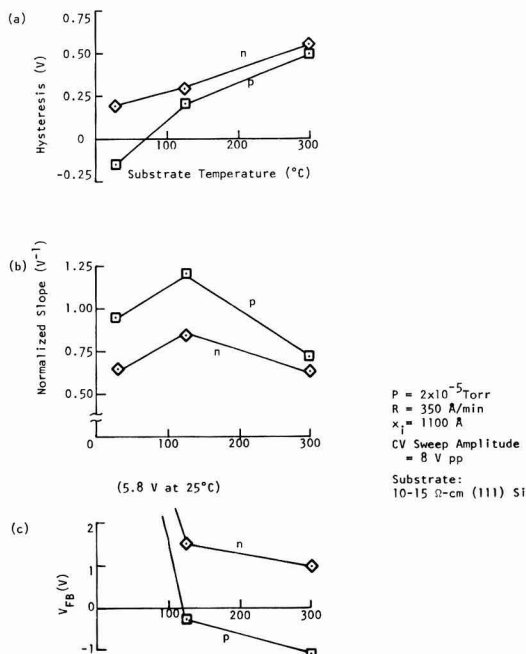 (a)
0.75
0.50
0.25
0
-0.25
Hysteresis (V)
n
p
100
200
300
Substrate Temperature (°C)
(b)
1.25
1.00
0.75
0.50
0
Normalized Slope (V⁻¹)
p
n
100
200
300
P = 2x10⁻⁵Torr
R = 350 Å/min
xᵢ= 1100 Å
CV Sweep Amplitude
= 8 V pp
Substrate:
10-15 Ω-cm (111) Si
(5.8 V at 25°C)
(c)
2
1
0
-1
V_FB(V)
n
p
100
200
300